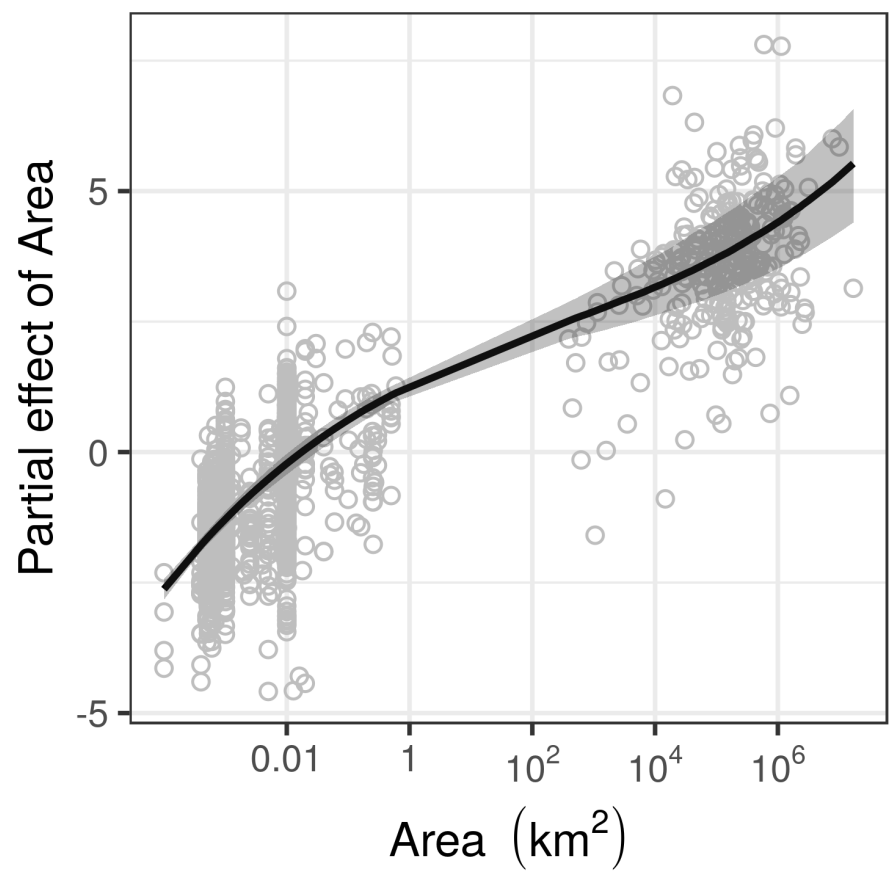 Partial effect of Area
5
0
-5
0.01 1 10² 10⁴ 10⁶
Area (km²)